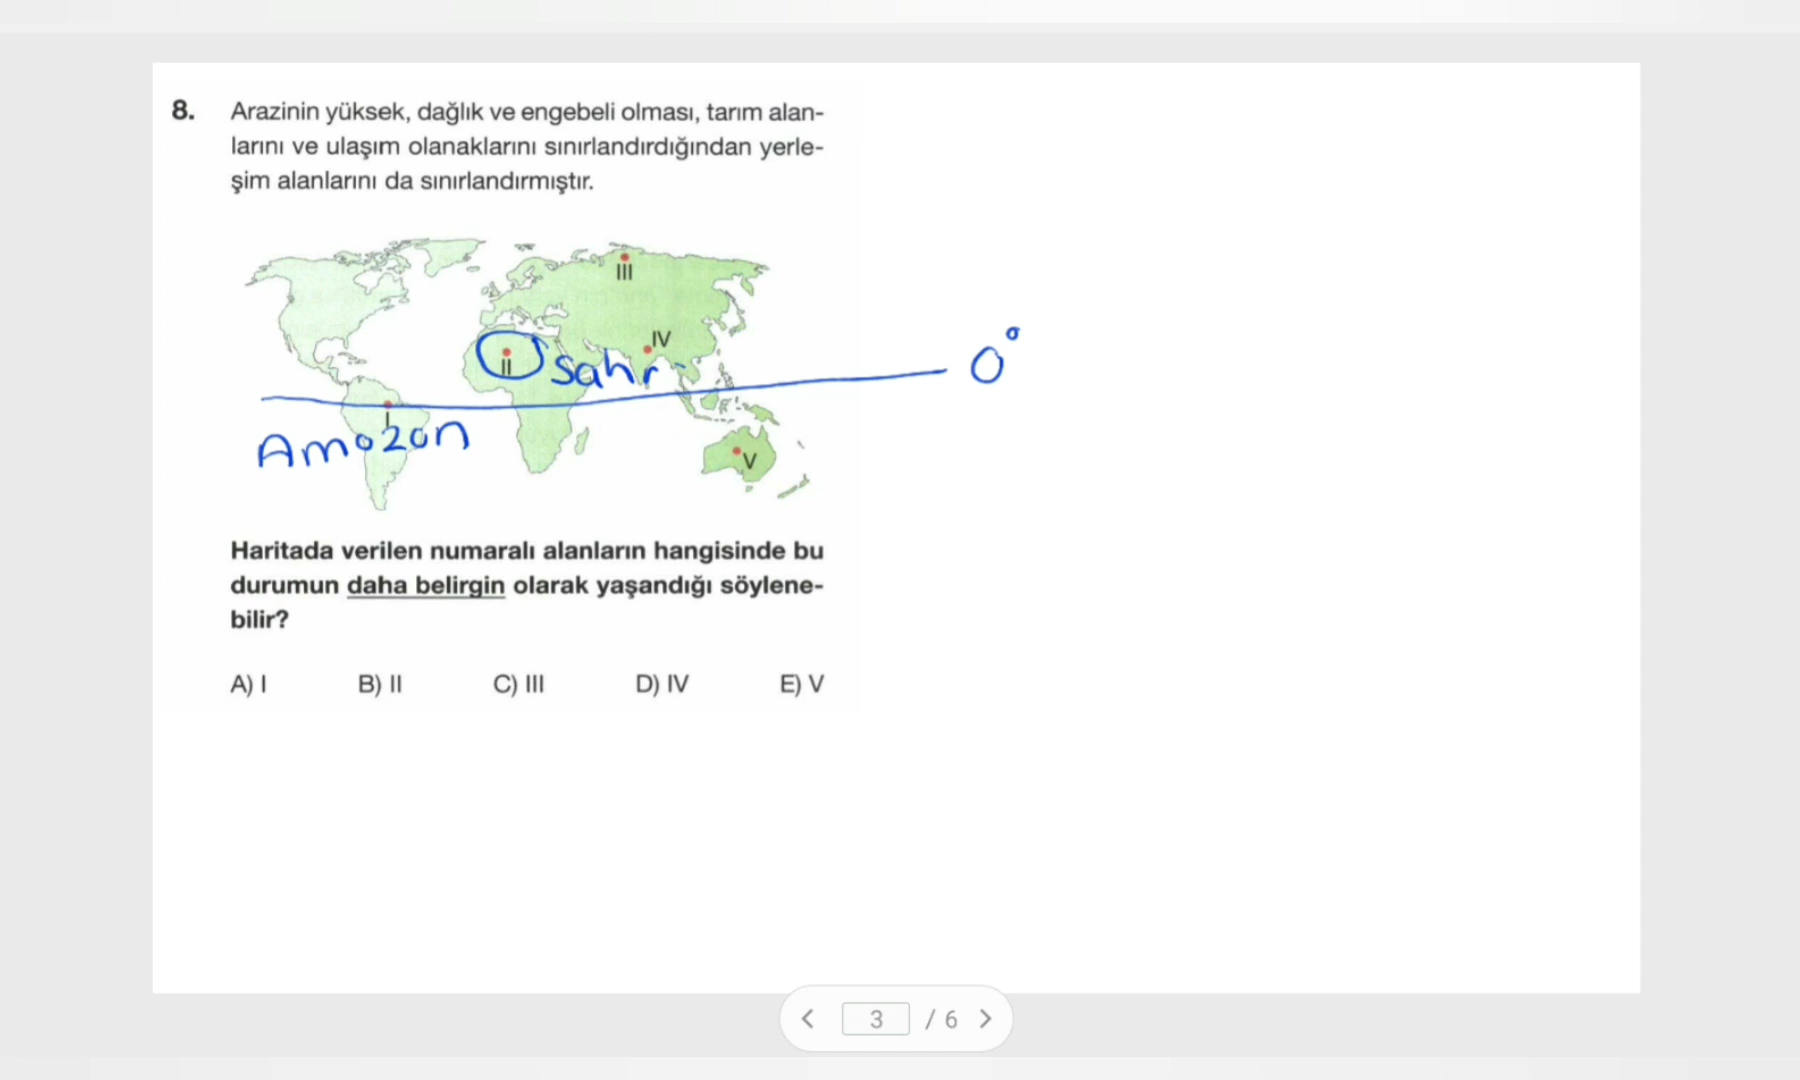 8. Arazinin yüksek, dağlık ve engebeli olması, tarım alan-
larını ve ulaşım olanaklarını sınırlandırdığından yerle-
şim alanlarını da sınırlandırmıştır.
III
IV
II
Sahr
0°
I
Amozon
V
Haritada verilen numaralı alanların hangisinde bu
durumun daha belirgin olarak yaşandığı söylene-
bilir?
A) I B) II C) III D) IV E) V
3 / 6